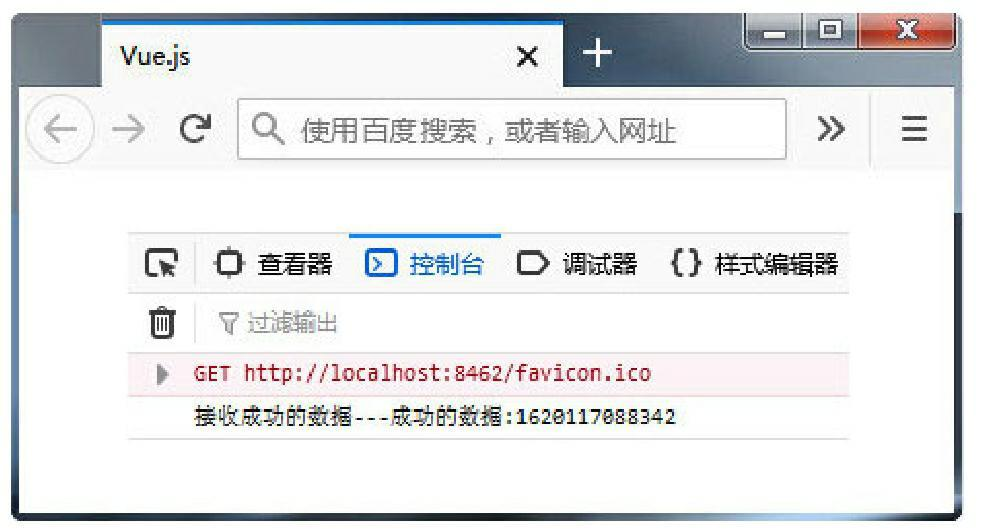 Vue.js
使用百度搜索，或者输入网址
查看器 控制台 调试器 {} 样式编辑器
过滤输出
GET http://localhost:8462/favicon.ico
接收成功的数据---成功的数据:1620117088342